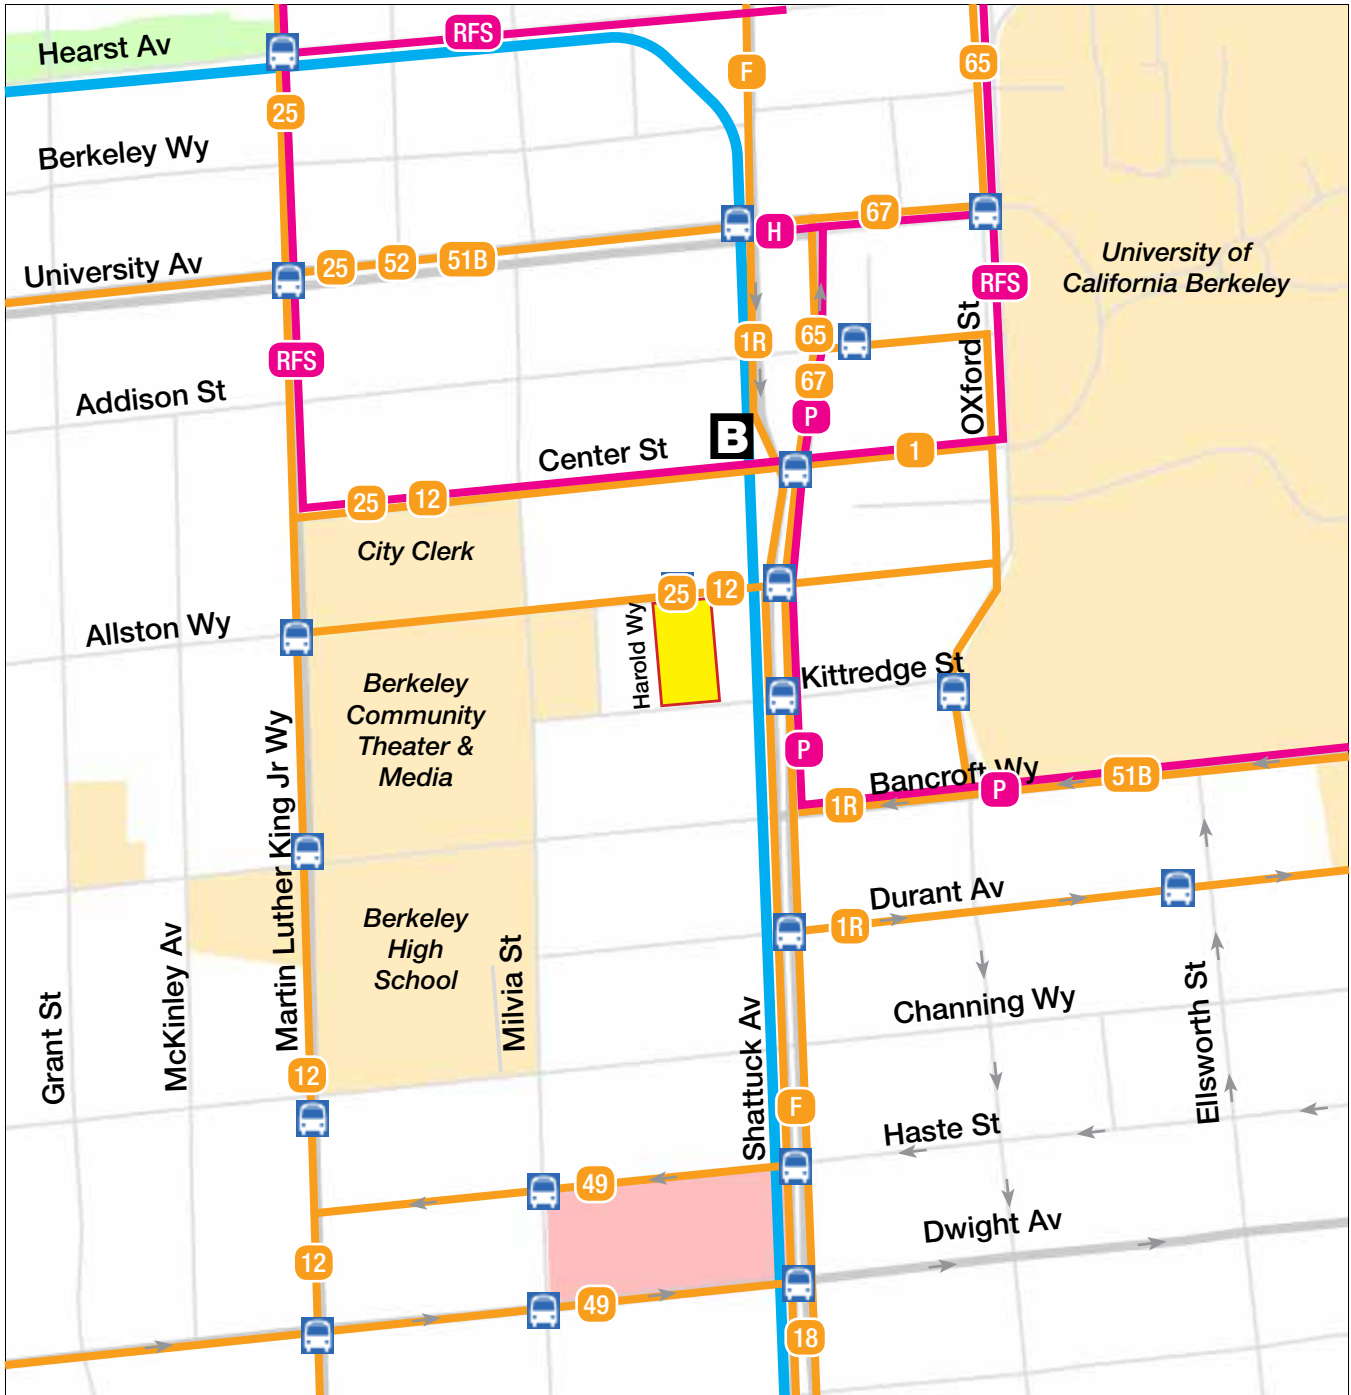 Hearst Av
RFS
F
65
25
Berkeley Wy
67
H
University Av
25
52
51B
University of
California Berkeley
RFS
1R
65
RFS
67
OXford St
Addison St
P
B
Center St
1
25
12
City Clerk
25
12
Allston Wy
Harold Wy
Kittredge St
Berkeley
Community
Theater &
Media
P
Bancroft Wy
P
51B
1R
Martin Luther King Jr Wy
Durant Av
1R
Berkeley
High
School
Milvia St
McKinley Av
Grant St
Channing Wy
Ellsworth St
Shattuck Av
12
F
Haste St
49
Dwight Av
12
49
18